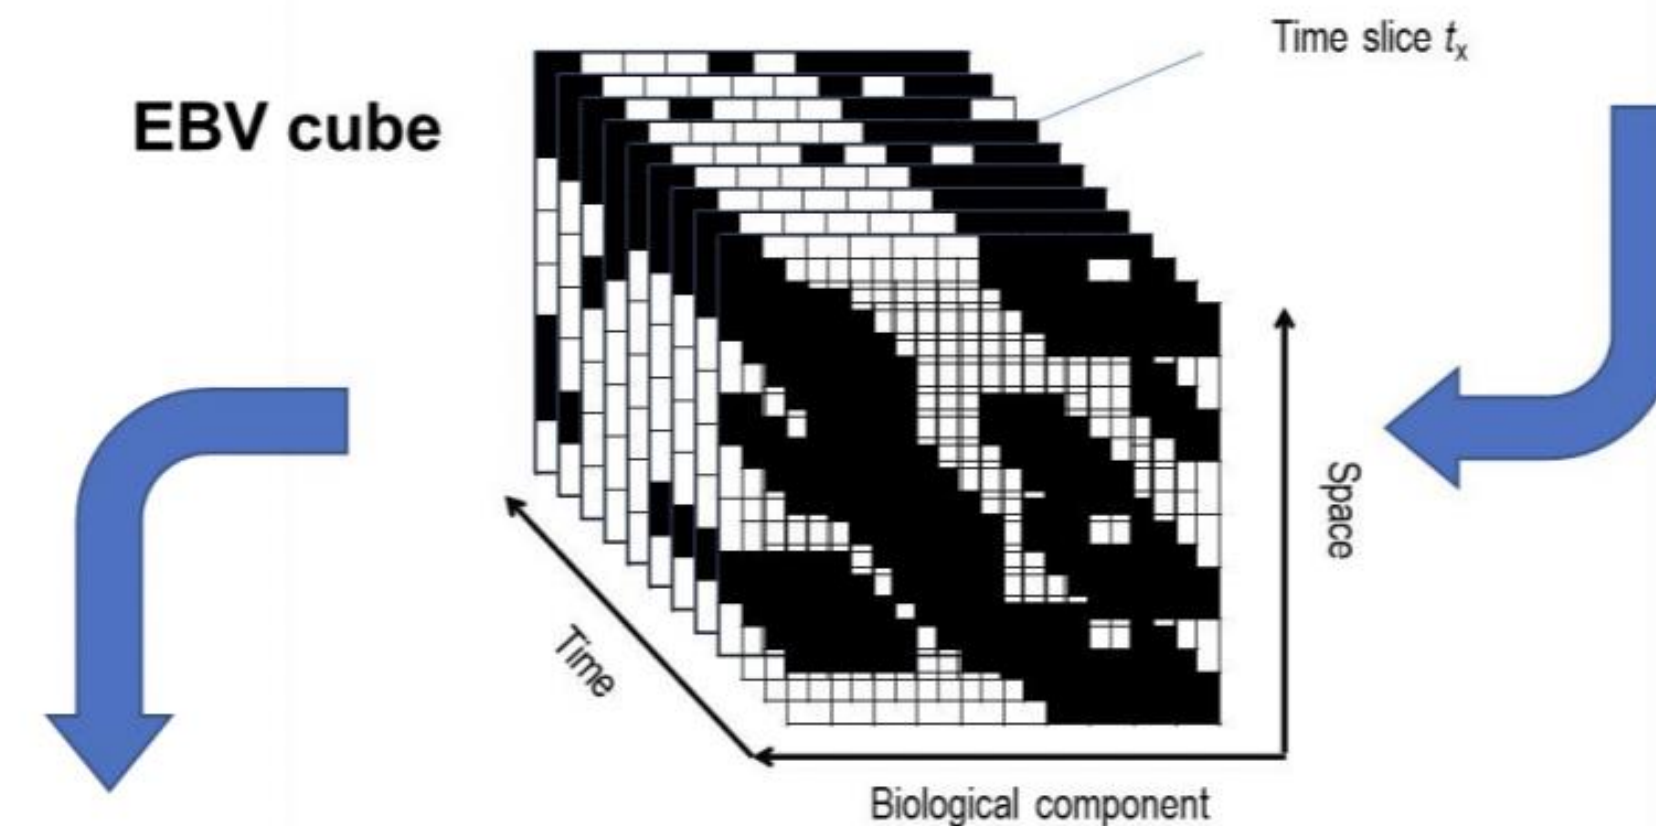 Time slice tx
EBV cube
Space
Time
Biological component